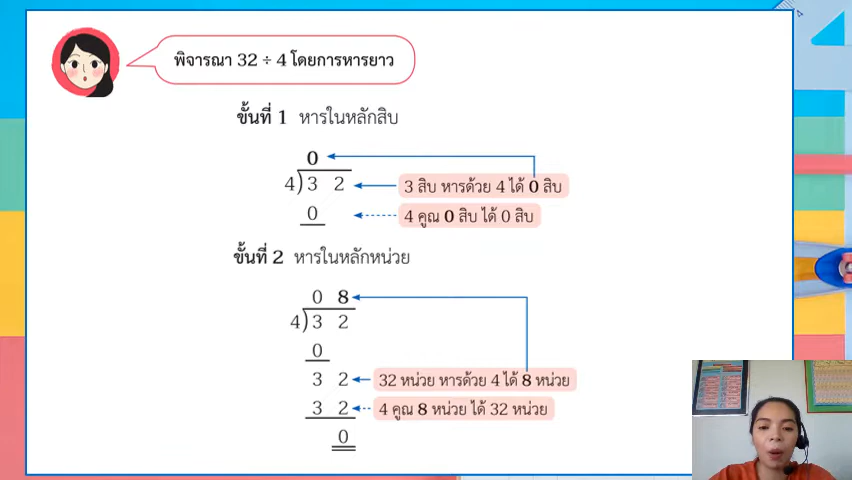 พิจารณา 32 ÷ 4 โดยการหารยาว
ขั้นที่ 1 หารในหลักสิบ
0
4)3 2
3 สิบ หารด้วย 4 ได้ 0 สิบ
0
4 คูณ 0 สิบ ได้ 0 สิบ
ขั้นที่ 2 หารในหลักหน่วย
0 8
4)3 2
0
3 2
32 หน่วย หารด้วย 4 ได้ 8 หน่วย
3 2
4 คูณ 8 หน่วย ได้ 32 หน่วย
0